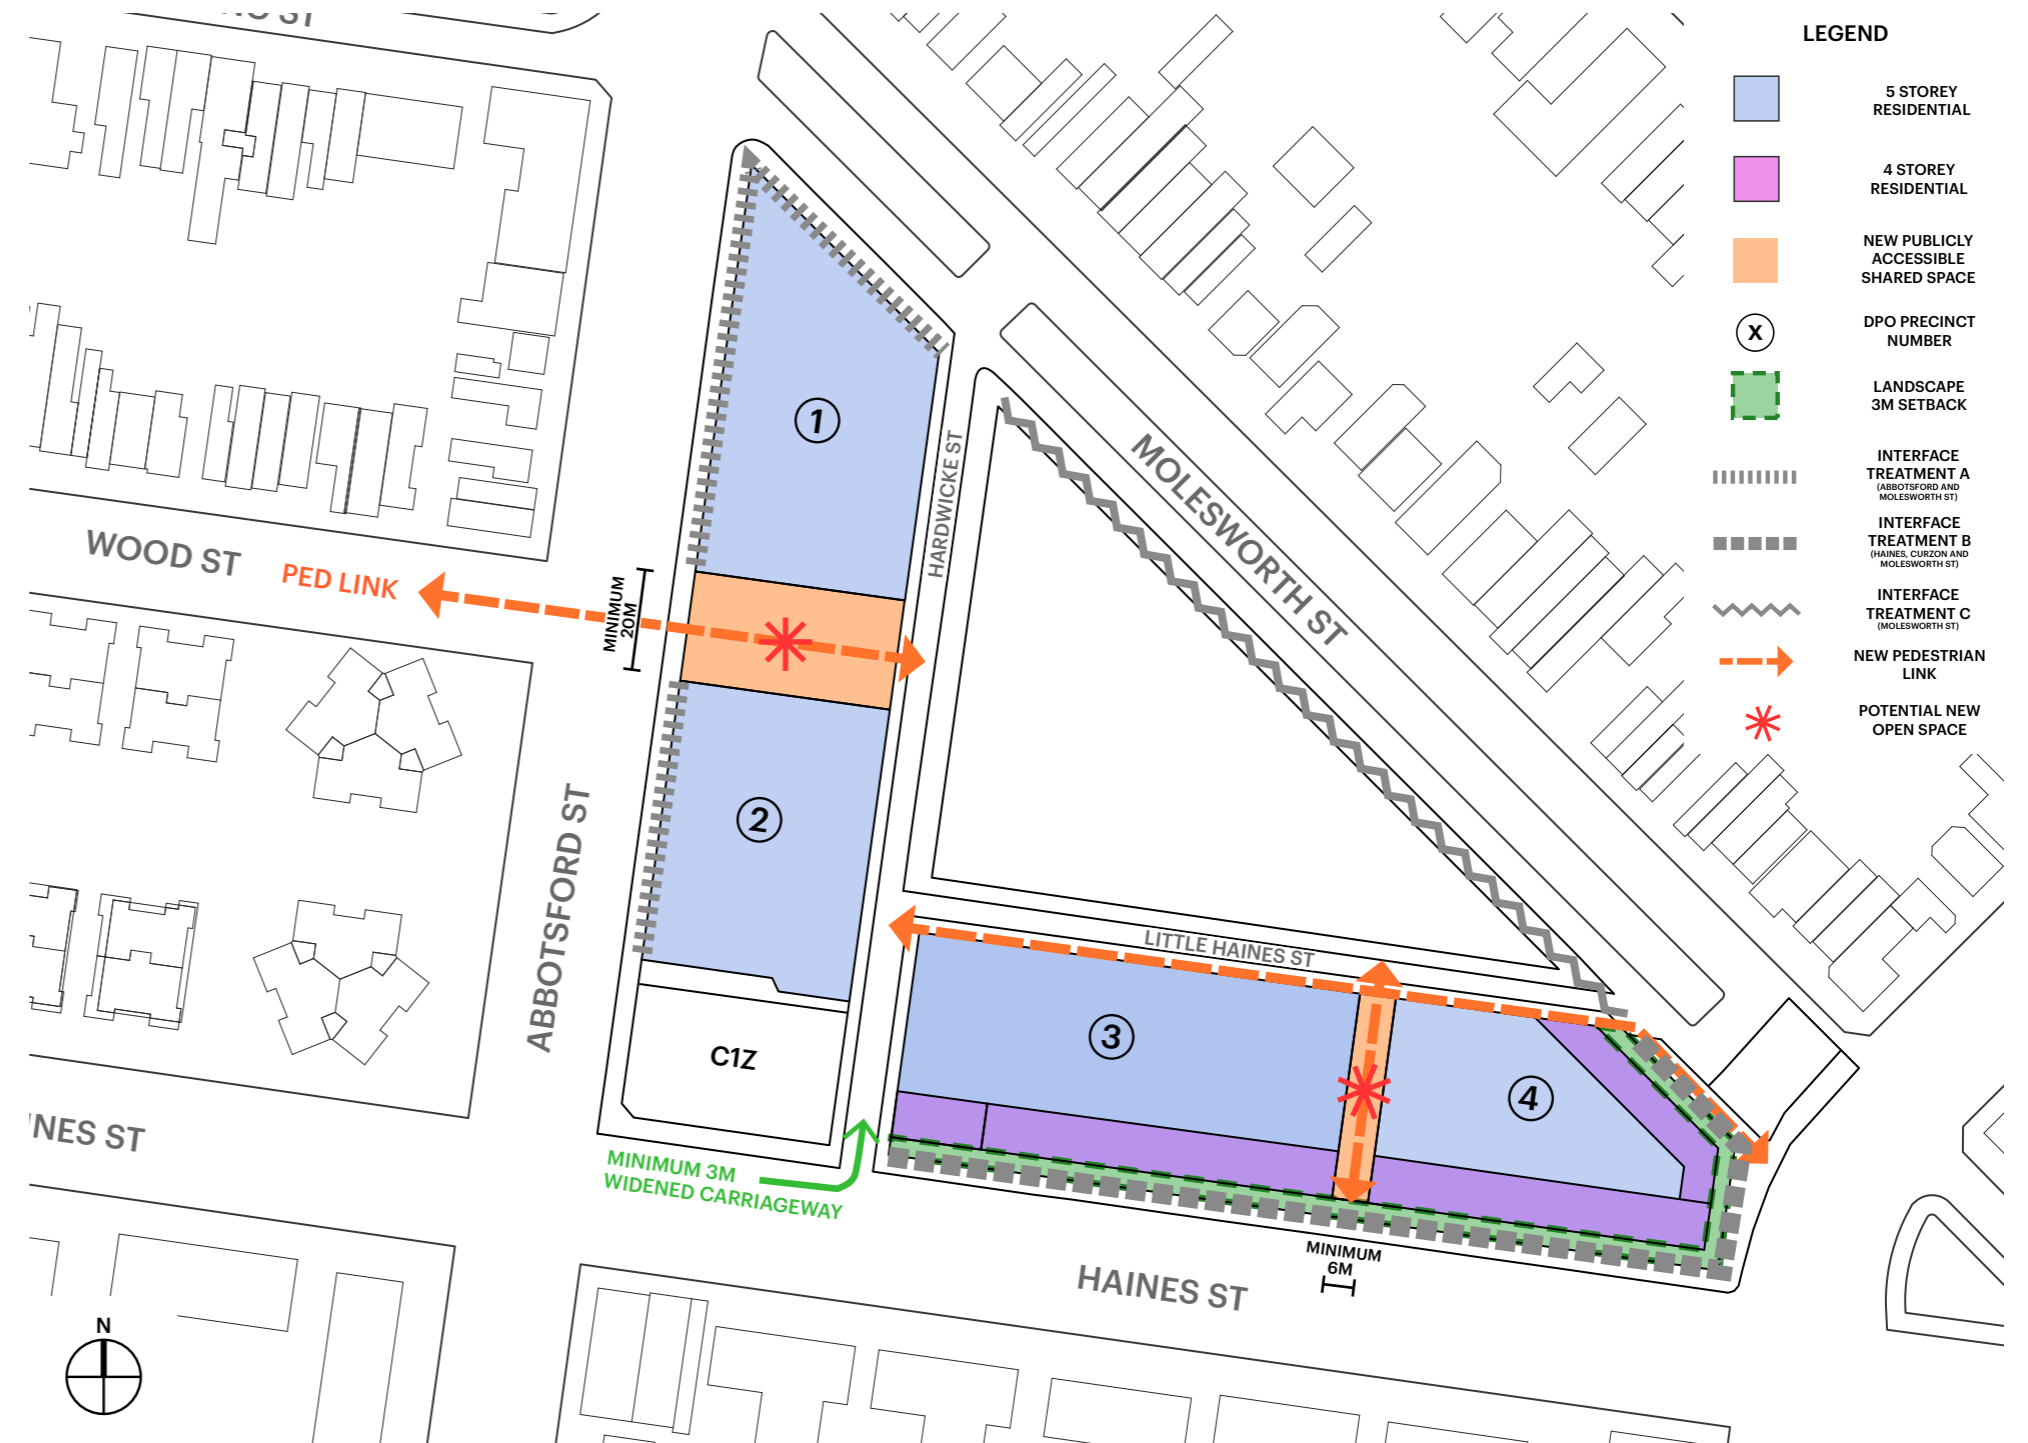 LEGEND
5 STOREY
RESIDENTIAL
4 STOREY
RESIDENTIAL
NEW PUBLICLY
ACCESSIBLE
SHARED SPACE
X
DPO PRECINCT
NUMBER
LANDSCAPE
3M SETBACK
INTERFACE
TREATMENT A
(ABBOTSFORD AND
MOLESWORTH ST)
INTERFACE
TREATMENT B
(HAINES, CURZON AND
MOLESWORTH ST)
INTERFACE
TREATMENT C
(MOLESWORTH ST)
NEW PEDESTRIAN
LINK
POTENTIAL NEW
OPEN SPACE
1
HARDWICKE ST
MOLESWORTH ST
WOOD ST
PED LINK
MINIMUM
20M
2
ABBOTSFORD ST
LITTLE HAINES ST
3
4
C1Z
INES ST
MINIMUM 3M
WIDENED CARRIAGEWAY
MINIMUM
6M
HAINES ST
N